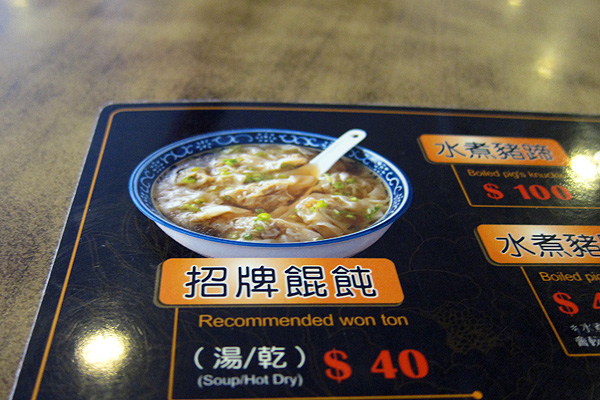 招牌餛飩
Recommended won ton
(湯/乾)
(Soup/Hot Dry)
$ 40
水煮豬蹄
Boiled pig's knuckle
$ 100
水煮豬
Boiled
$